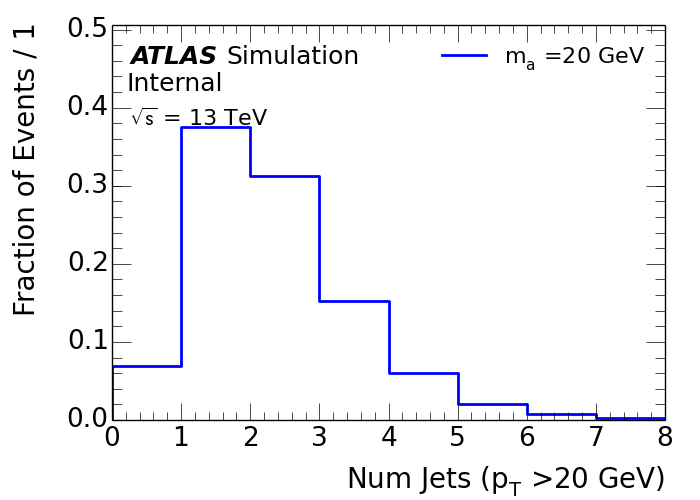 ATLAS Simulation
Internal
√s = 13 TeV
mₐ =20 GeV
Fraction of Events / 1
0.5
0.4
0.3
0.2
0.1
0.0
0 1 2 3 4 5 6 7 8
Num Jets (p_T >20 GeV)